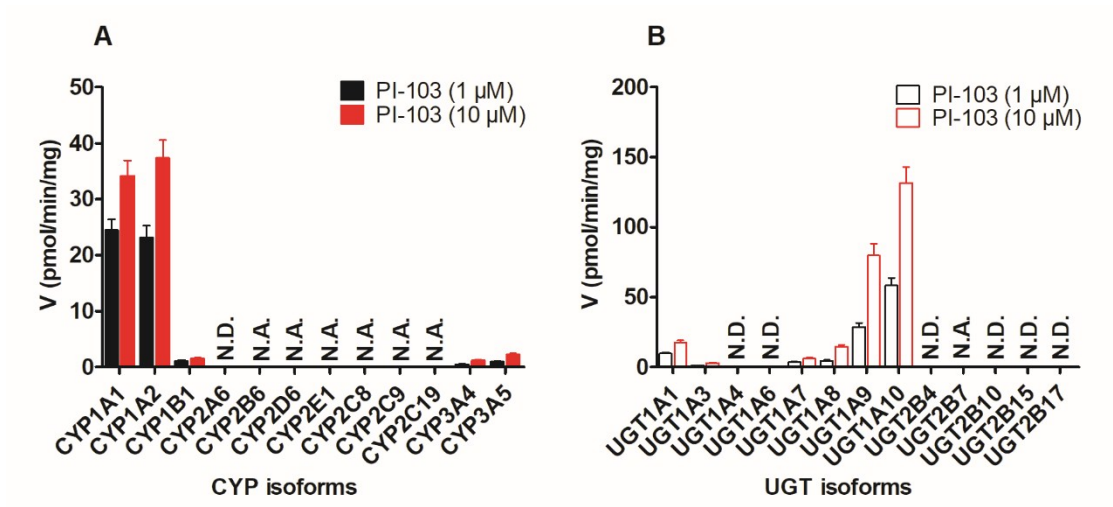 A
PI-103 (1 µM)
PI-103 (10 µM)
V (pmol/min/mg)
50
40
30
20
10
0
N.D.
N.A.
N.A.
N.A.
N.A.
N.A.
N.A.
CYP1A1
CYP1A2
CYP1B1
CYP2A6
CYP2B6
CYP2D6
CYP2E1
CYP2C8
CYP2C9
CYP2C19
CYP3A4
CYP3A5
CYP isoforms
B
PI-103 (1 µM)
PI-103 (10 µM)
V (pmol/min/mg)
200
150
100
50
0
N.D.
N.D.
N.D.
N.A.
N.D.
N.D.
N.D.
UGT1A1
UGT1A3
UGT1A4
UGT1A6
UGT1A7
UGT1A8
UGT1A9
UGT1A10
UGT2B4
UGT2B7
UGT2B10
UGT2B15
UGT2B17
UGT isoforms